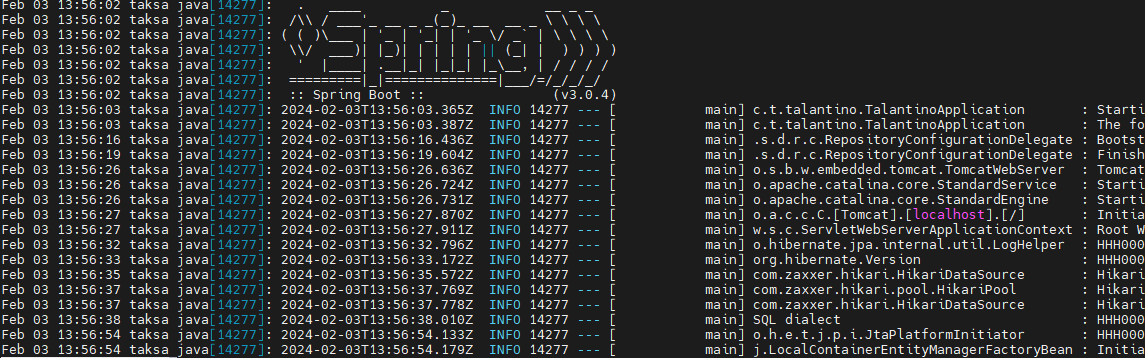 Feb 03 13:56:02 taksa java[14277]:   .   ____          _            __ _ _
Feb 03 13:56:02 taksa java[14277]:  /\\ / ___'_ __ _ _(_)_ __  __ _ \ \ \ \
Feb 03 13:56:02 taksa java[14277]: ( ( )\___ | '_ | '_| | '_ \/ _` | \ \ \ \
Feb 03 13:56:02 taksa java[14277]:  \\/  ___)| |_)| | | | | || (_| |  ) ) ) )
Feb 03 13:56:02 taksa java[14277]:   '  |____| .__|_| |_|_| |_\__, | / / / /
Feb 03 13:56:02 taksa java[14277]:  =========|_|==============|___/=/_/_/_/
Feb 03 13:56:02 taksa java[14277]:  :: Spring Boot ::                (v3.0.4)
Feb 03 13:56:03 taksa java[14277]: 2024-02-03T13:56:03.365Z  INFO 14277 --- [           main] c.t.talantino.TalantinoApplication       : Starti
Feb 03 13:56:03 taksa java[14277]: 2024-02-03T13:56:03.387Z  INFO 14277 --- [           main] c.t.talantino.TalantinoApplication       : The fo
Feb 03 13:56:16 taksa java[14277]: 2024-02-03T13:56:16.436Z  INFO 14277 --- [           main] .s.d.r.c.RepositoryConfigurationDelegate : Bootst
Feb 03 13:56:19 taksa java[14277]: 2024-02-03T13:56:19.604Z  INFO 14277 --- [           main] .s.d.r.c.RepositoryConfigurationDelegate : Finish
Feb 03 13:56:26 taksa java[14277]: 2024-02-03T13:56:26.636Z  INFO 14277 --- [           main] o.s.b.w.embedded.tomcat.TomcatWebServer  : Tomcat
Feb 03 13:56:26 taksa java[14277]: 2024-02-03T13:56:26.724Z  INFO 14277 --- [           main] o.apache.catalina.core.StandardService   : Starti
Feb 03 13:56:26 taksa java[14277]: 2024-02-03T13:56:26.731Z  INFO 14277 --- [           main] o.apache.catalina.core.StandardEngine    : Starti
Feb 03 13:56:27 taksa java[14277]: 2024-02-03T13:56:27.870Z  INFO 14277 --- [           main] o.a.c.c.C.[Tomcat].[localhost].[/]       : Initia
Feb 03 13:56:27 taksa java[14277]: 2024-02-03T13:56:27.911Z  INFO 14277 --- [           main] w.s.c.ServletWebServerApplicationContext : Root W
Feb 03 13:56:32 taksa java[14277]: 2024-02-03T13:56:32.796Z  INFO 14277 --- [           main] o.hibernate.jpa.internal.util.LogHelper  : HHH000
Feb 03 13:56:33 taksa java[14277]: 2024-02-03T13:56:33.172Z  INFO 14277 --- [           main] org.hibernate.Version                    : HHH000
Feb 03 13:56:35 taksa java[14277]: 2024-02-03T13:56:35.572Z  INFO 14277 --- [           main] com.zaxxer.hikari.HikariDataSource       : Hikari
Feb 03 13:56:37 taksa java[14277]: 2024-02-03T13:56:37.769Z  INFO 14277 --- [           main] com.zaxxer.hikari.pool.HikariPool        : Hikari
Feb 03 13:56:37 taksa java[14277]: 2024-02-03T13:56:37.778Z  INFO 14277 --- [           main] com.zaxxer.hikari.HikariDataSource       : Hikari
Feb 03 13:56:38 taksa java[14277]: 2024-02-03T13:56:38.010Z  INFO 14277 --- [           main] SQL dialect                              : HHH000
Feb 03 13:56:54 taksa java[14277]: 2024-02-03T13:56:54.133Z  INFO 14277 --- [           main] o.h.e.t.j.p.i.JtaPlatformInitiator       : HHH000
Feb 03 13:56:54 taksa java[14277]: 2024-02-03T13:56:54.179Z  INFO 14277 --- [           main] j.LocalContainerEntityManagerFactoryBean : Initia